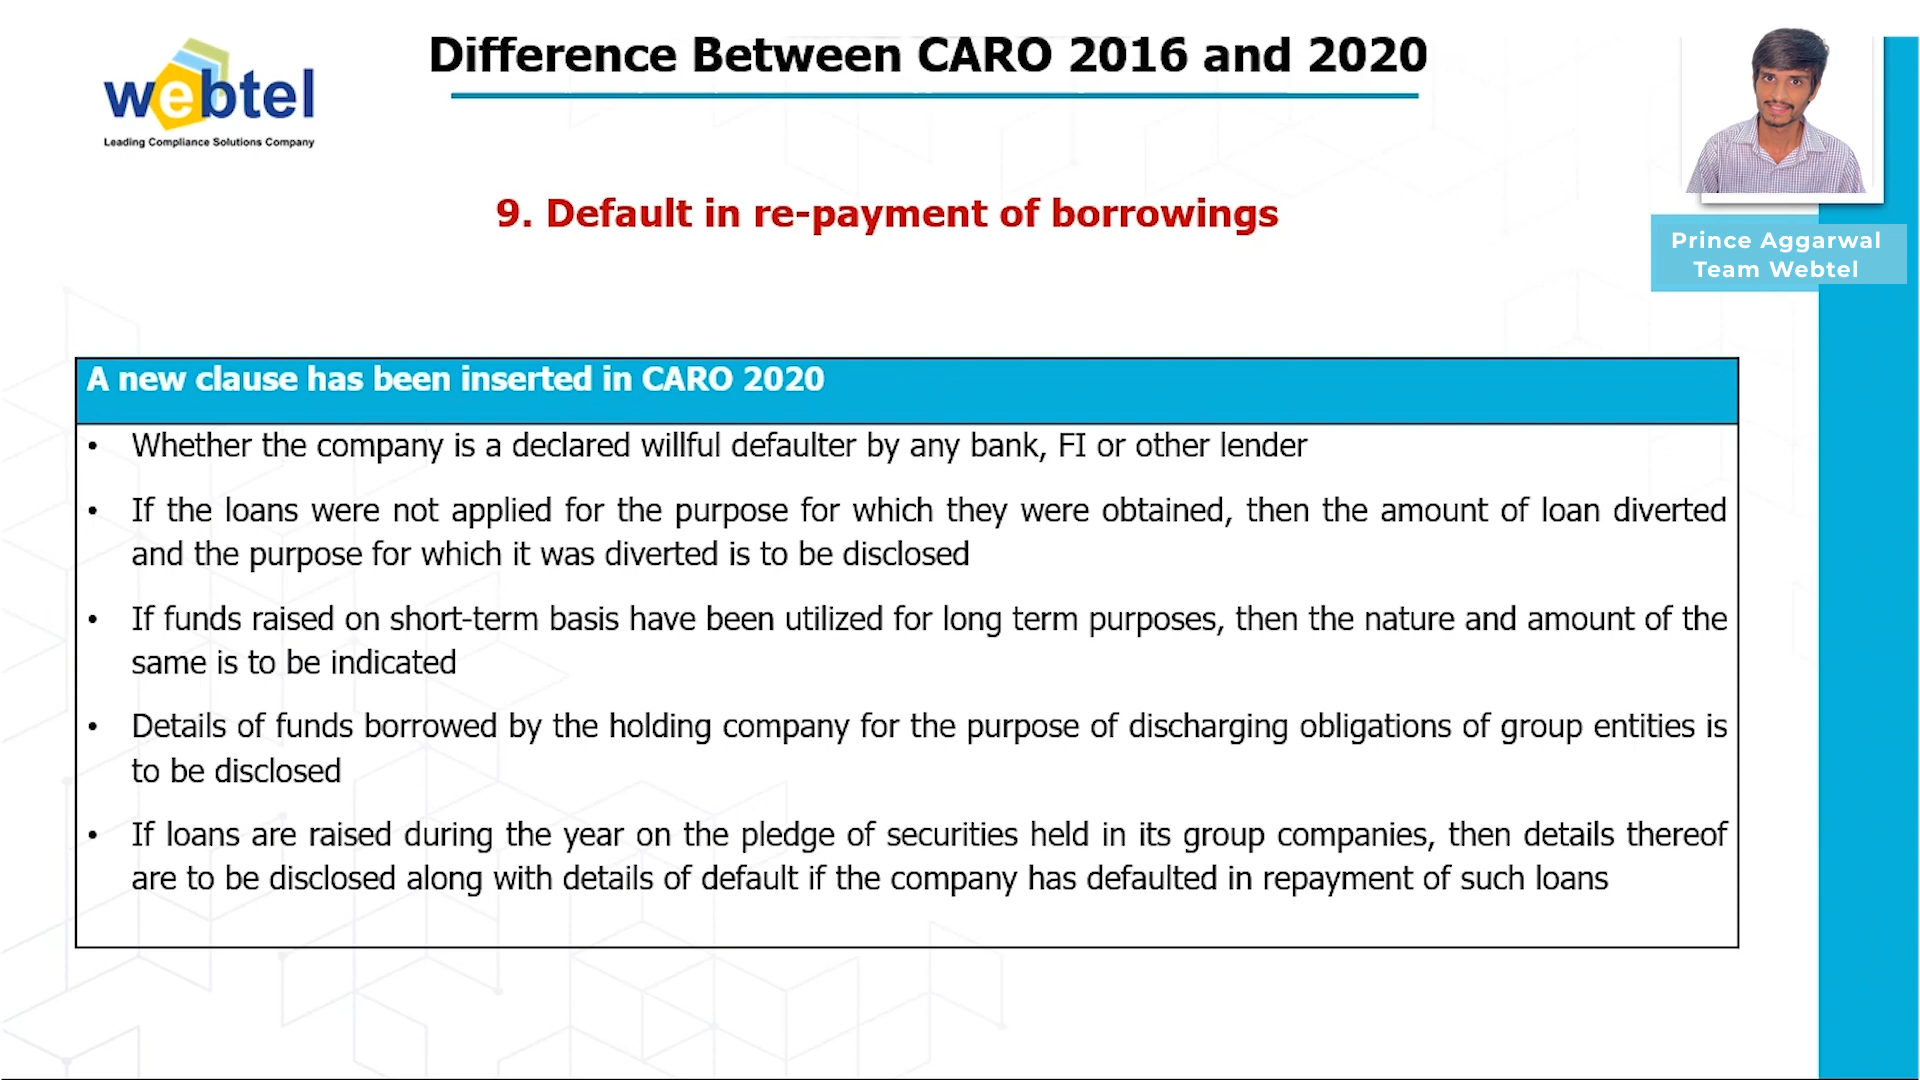 webtel
Leading Compliance Solutions Company
Difference Between CARO 2016 and 2020
Prince Aggarwal
Team Webtel
9. Default in re-payment of borrowings
A new clause has been inserted in CARO 2020
• Whether the company is a declared willful defaulter by any bank, FI or other lender
• If the loans were not applied for the purpose for which they were obtained, then the amount of loan diverted
and the purpose for which it was diverted is to be disclosed
• If funds raised on short-term basis have been utilized for long term purposes, then the nature and amount of the
same is to be indicated
• Details of funds borrowed by the holding company for the purpose of discharging obligations of group entities is
to be disclosed
• If loans are raised during the year on the pledge of securities held in its group companies, then details thereof
are to be disclosed along with details of default if the company has defaulted in repayment of such loans